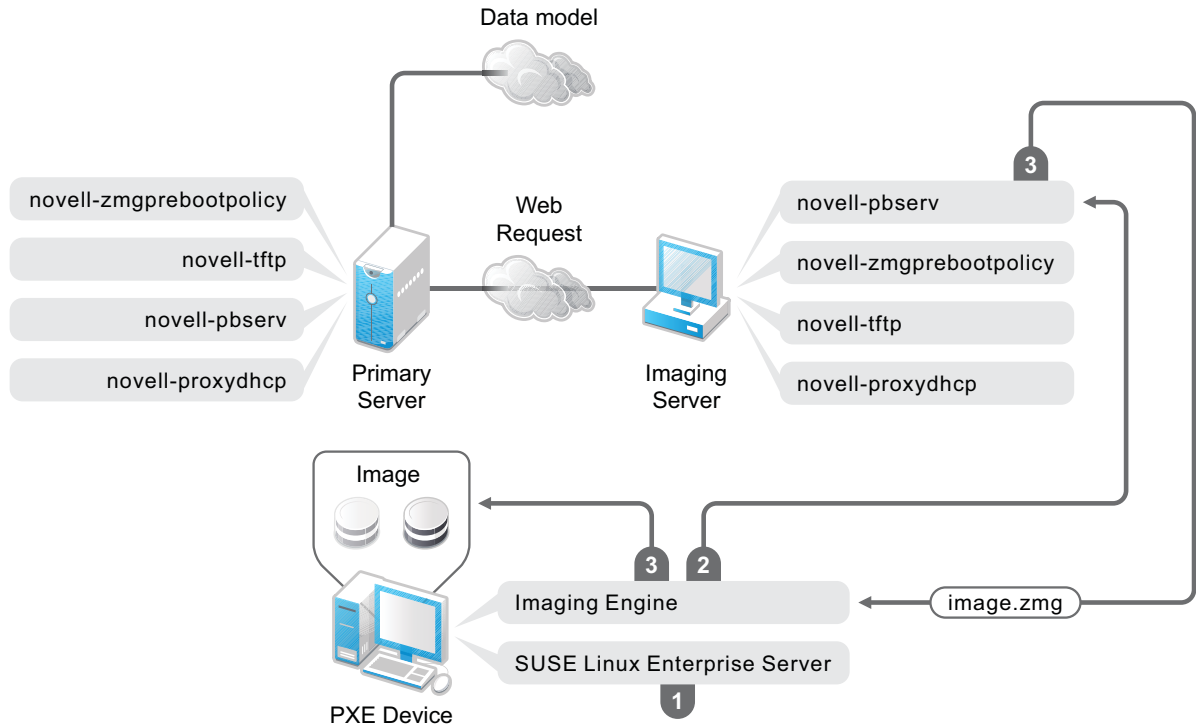 Data model
3
novell-zmgprebootpolicy
novell-tftp
novell-pbserv
novell-proxydhcp
Web
Request
novell-pbserv
novell-zmgprebootpolicy
novell-tftp
novell-proxydhcp
Primary
Server
Imaging
Server
Image
3
2
Imaging Engine
image.zmg
SUSE Linux Enterprise Server
1
PXE Device